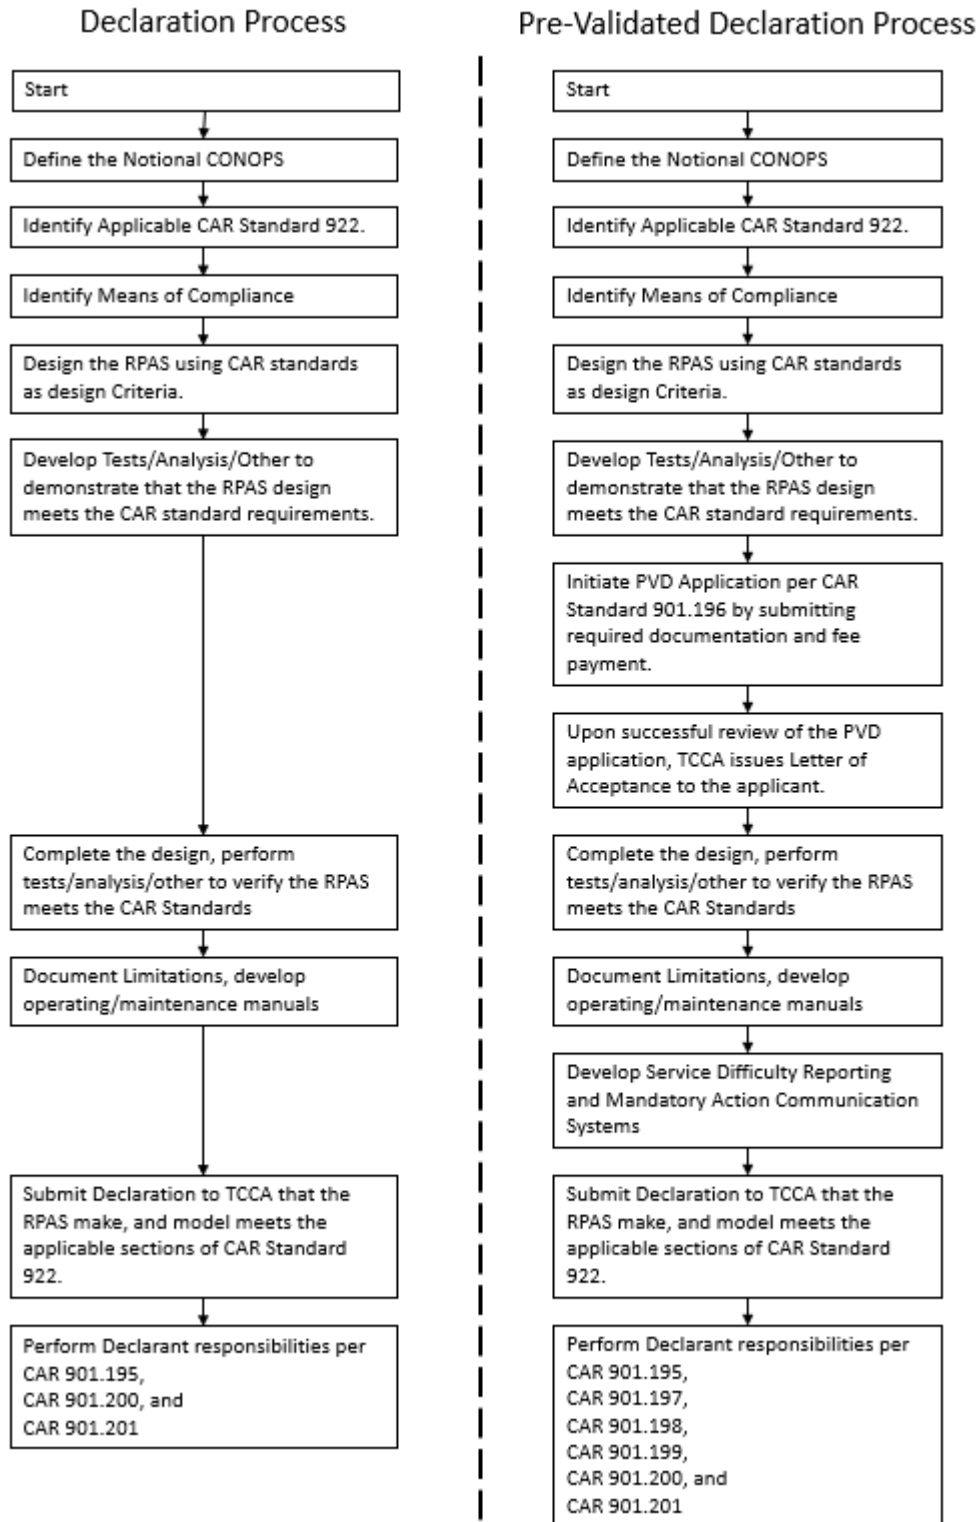 Declaration Process
Start
Define the Notional CONOPS
Identify Applicable CAR Standard 922.
Identify Means of Compliance
Design the RPAS using CAR standards
as design Criteria.
Develop Tests/Analysis/Other to
demonstrate that the RPAS design
meets the CAR standard requirements.
Complete the design, perform
tests/analysis/other to verify the RPAS
meets the CAR Standards
Document Limitations, develop
operating/maintenance manuals
Submit Declaration to TCCA that the
RPAS make, and model meets the
applicable sections of CAR Standard
922.
Perform Declarant responsibilities per
CAR 901.195,
CAR 901.200, and
CAR 901.201
Pre-Validated Declaration Process
Start
Define the Notional CONOPS
Identify Applicable CAR Standard 922.
Identify Means of Compliance
Design the RPAS using CAR standards
as design Criteria.
Develop Tests/Analysis/Other to
demonstrate that the RPAS design
meets the CAR standard requirements.
Initiate PVD Application per CAR
Standard 901.196 by submitting
required documentation and fee
payment.
Upon successful review of the PVD
application, TCCA issues Letter of
Acceptance to the applicant.
Complete the design, perform
tests/analysis/other to verify the RPAS
meets the CAR Standards
Document Limitations, develop
operating/maintenance manuals
Develop Service Difficulty Reporting
and Mandatory Action Communication
Systems
Submit Declaration to TCCA that the
RPAS make, and model meets the
applicable sections of CAR Standard
922.
Perform Declarant responsibilities per
CAR 901.195,
CAR 901.197,
CAR 901.198,
CAR 901.199,
CAR 901.200, and
CAR 901.201